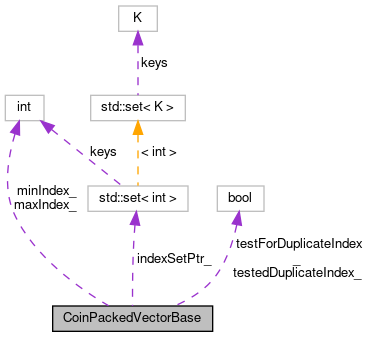 K
keys
int
std::set< K >
keys
< int >
minIndex_
maxIndex_
std::set< int >
bool
indexSetPtr_
testForDuplicateIndex
_
testedDuplicateIndex_
CoinPackedVectorBase